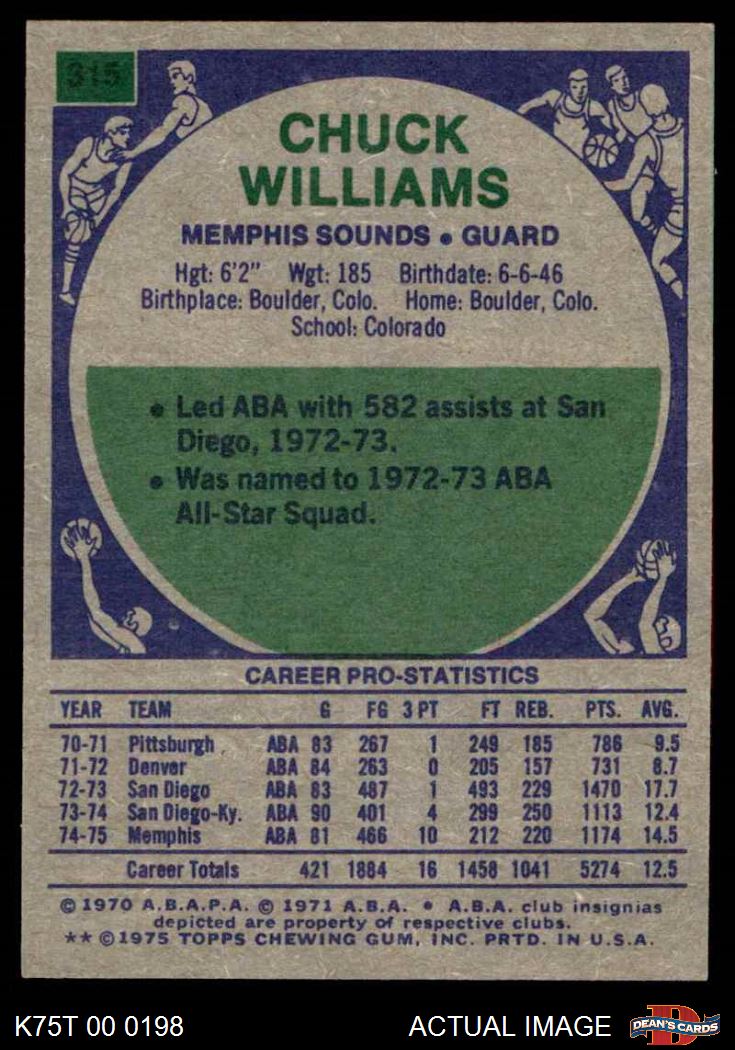 315
CHUCK
WILLIAMS
MEMPHIS SOUNDS • GUARD
Hgt: 6'2" Wgt: 185 Birthdate: 6-6-46
Birthplace: Boulder, Colo. Home: Boulder, Colo.
School: Colorado
• Led ABA with 582 assists at San
Diego, 1972-73.
• Was named to 1972-73 ABA
All-Star Squad.
CAREER PRO-STATISTICS
YEAR TEAM G FG 3 PT FT REB. PTS. AVG.
70-71 Pittsburgh ABA 83 267 1 249 185 786 9.5
71-72 Denver ABA 84 263 0 205 157 731 8.7
72-73 San Diego ABA 83 487 1 493 229 1470 17.7
73-74 San Diego-Ky. ABA 90 401 4 299 250 1113 12.4
74-75 Memphis ABA 81 466 10 212 220 1174 14.5
Career Totals 421 1884 16 1458 1041 5274 12.5
© 1970 A.B.A.P.A. © 1971 A.B.A. • A.B.A. club insignias
depicted are property of respective clubs.
** © 1975 TOPPS CHEWING GUM, INC. PRTD. IN U.S.A.
K75T 00 0198 ACTUAL IMAGE D DEAN'S CARDS